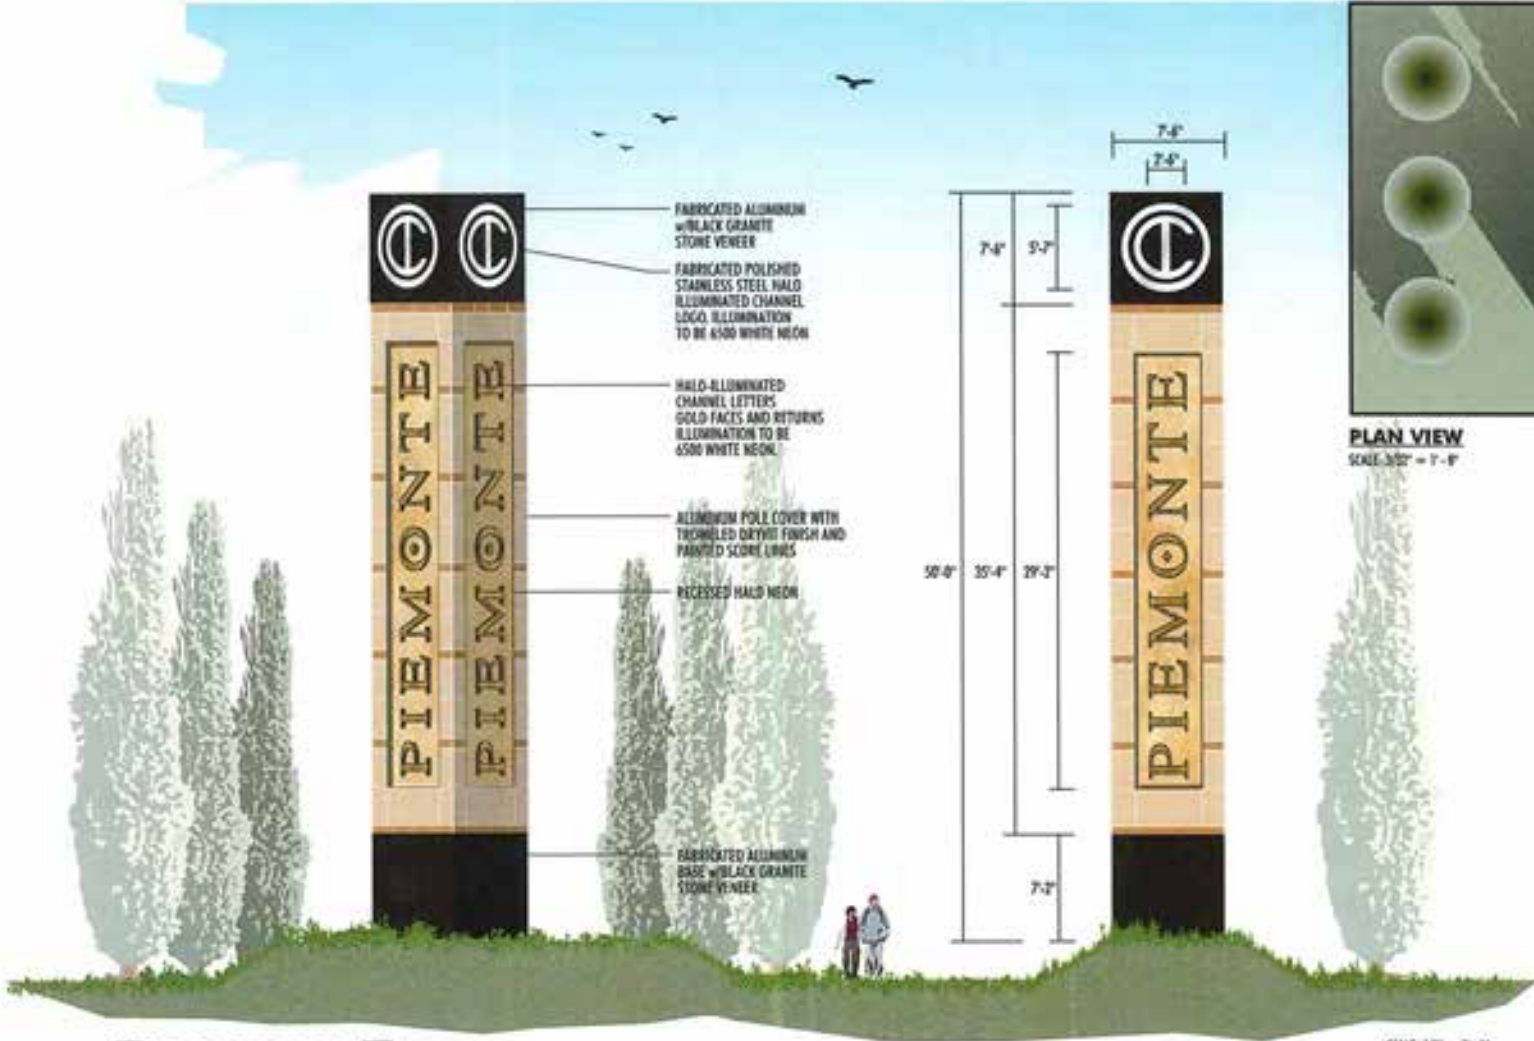 FABRICATED ALUMINUM
w/BLACK GRANITE
STONE VENEER
FABRICATED POLISHED
STAINLESS STEEL HALO
ILLUMINATED CHANNEL
LOGO. ILLUMINATION
TO BE 6500 WHITE NEON
HALO-ILLUMINATED
CHANNEL LETTERS
GOLD FACES AND RETURNS
ILLUMINATION TO BE
6500 WHITE NEON.
ALUMINUM POLE COVER WITH
TROWELED DRYVIT FINISH AND
PAINTED SCORE LINES
RECESSED HALO NEON
FABRICATED ALUMINUM
BASE w/BLACK GRANITE
STONE VENEER
PIEMONTE
PIEMONTE
7'-6"
7'-6"
7'-6"
5'-7"
50'-0"
35'-4"
29'-2"
7'-2"
PIEMONTE
PLAN VIEW
SCALE